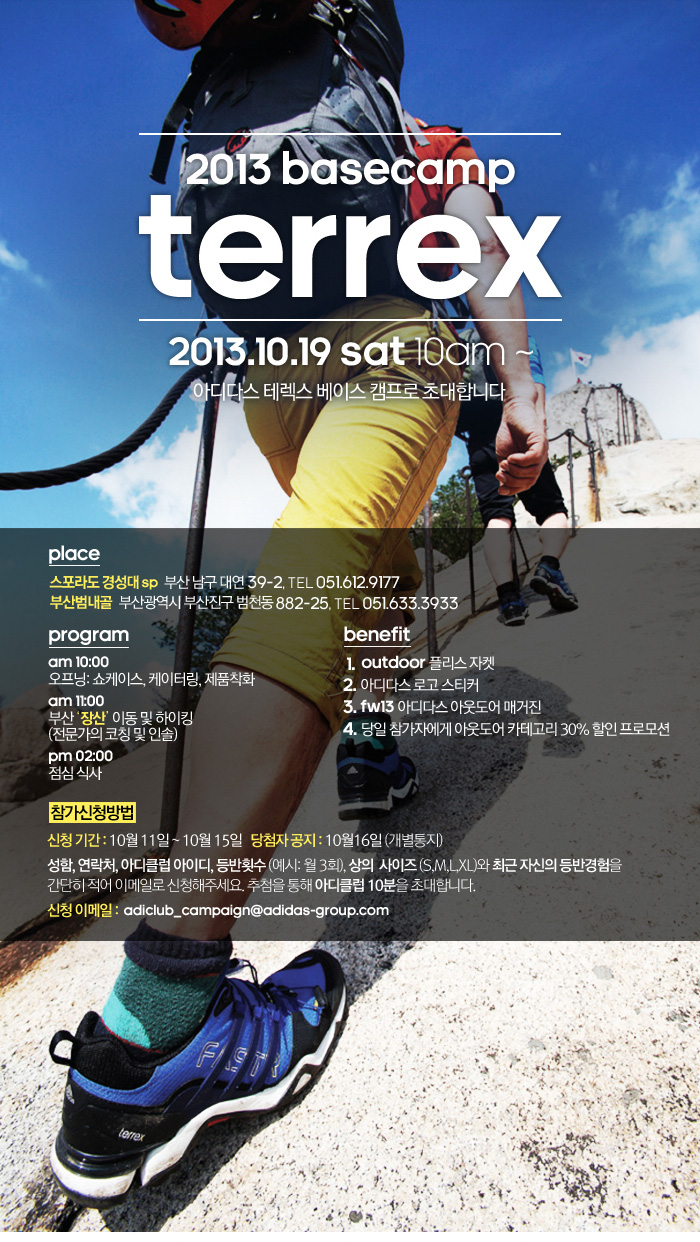 2013 basecamp
terrex
2013.10.19 sat 10am ~
아디다스 테렉스 베이스 캠프로 초대합니다
place
스포라도 경성대 sp 부산 남구 대연 39-2, TEL 051.612.9177
부산범내골 부산광역시 부산진구 범천동 882-25, TEL 051.633.3933
program
am 10:00
오프닝: 쇼케이스, 케이터링, 제품착화
am 11:00
부산 '장산' 이동 및 하이킹
(전문가의 코칭 및 인솔)
pm 02:00
점심 식사
benefit
1. outdoor 플리스 자켓
2. 아디다스 로고 스티커
3. fw13 아디다스 아웃도어 매거진
4. 당일 참가자에게 아웃도어 카테고리 30% 할인 프로모션
참가신청방법
신청 기간 : 10월 11일 ~ 10월 15일 당첨자 공지 : 10월16일 (개별통지)
성함, 연락처, 아디클럽 아이디, 등반횟수 (예시: 월 3회), 상의 사이즈 (S,M,L,XL)와 최근 자신의 등반경험을
간단히 적어 이메일로 신청해주세요. 추첨을 통해 아디클럽 10분을 초대합니다.
신청 이메일 : adiclub_campaign@adidas-group.com
FASTX
terrex